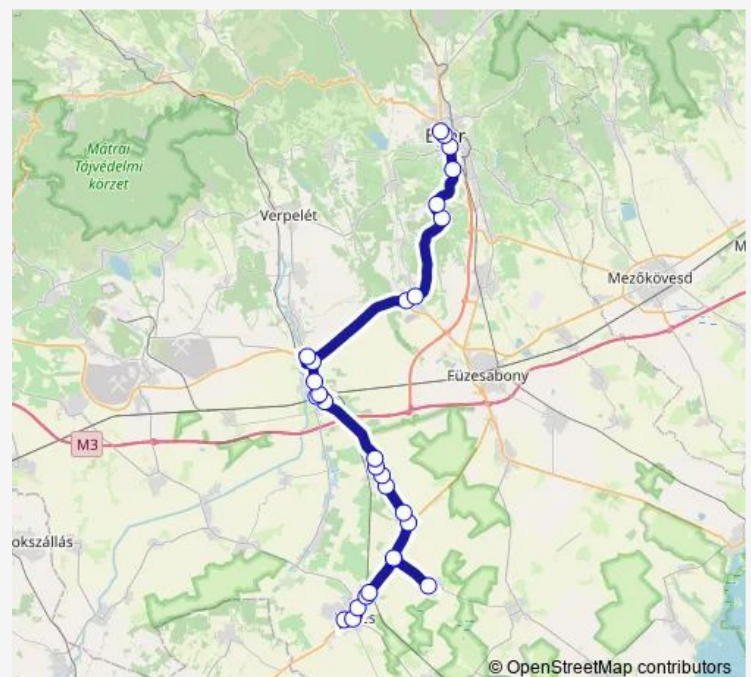 Mátrai
Tájvédelmi
körzet
Verpelét
Mezőkövesd
M
Füzesabony
M3
okszállás
© OpenStreetMap contributors